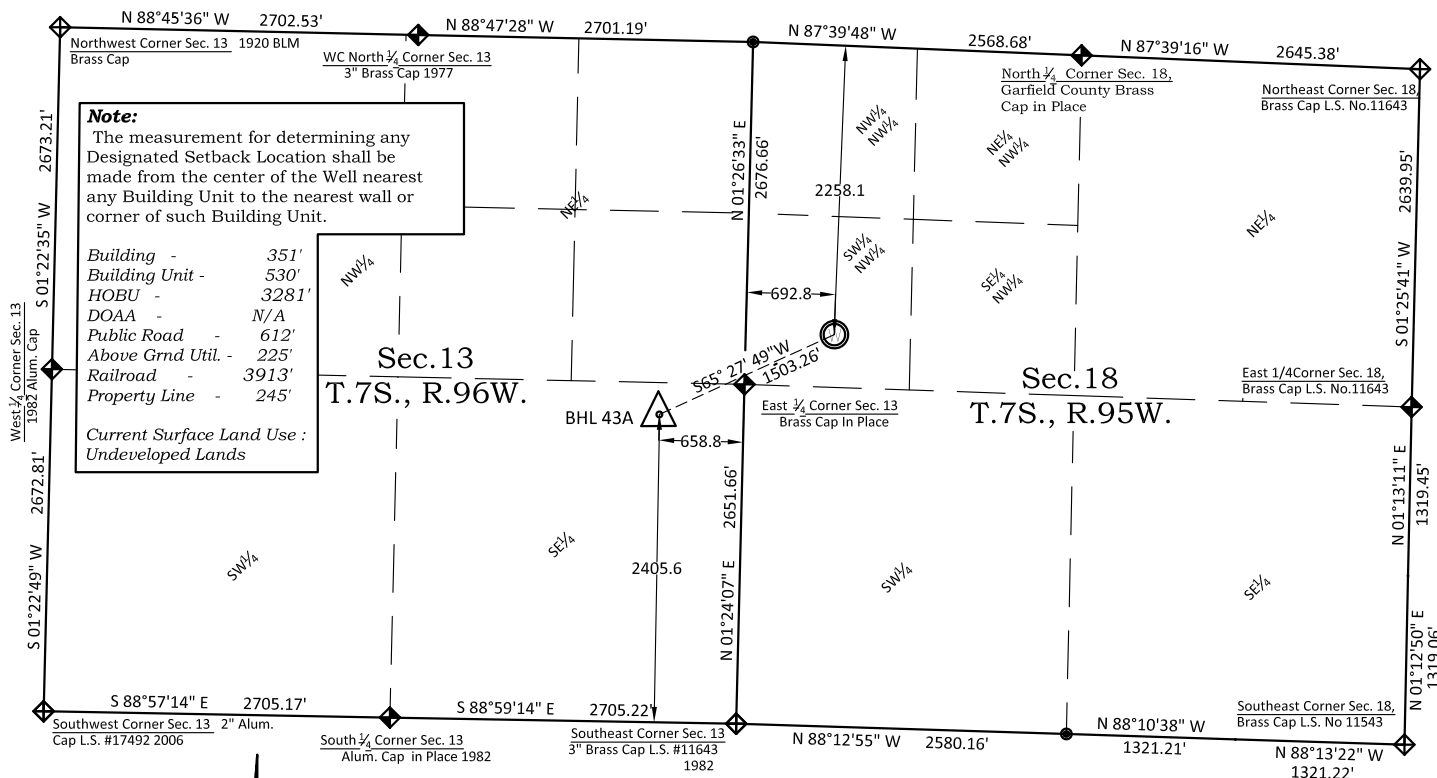 N 88°45'36" W 2702.53'
N 88°47'28" W 2701.19'
N 87°39'48" W 2568.68'
N 87°39'16" W 2645.38'
Northwest Corner Sec. 13 1920 BLM
Brass Cap
WC North ¼ Corner Sec. 13
3" Brass Cap 1977
North ¼ Corner Sec. 18,
Garfield County Brass
Cap in Place
Northeast Corner Sec. 18,
Brass Cap L.S. No.11643
Note:
The measurement for determining any
Designated Setback Location shall be
made from the center of the Well nearest
any Building Unit to the nearest wall or
corner of such Building Unit.
Building - 351'
Building Unit - 530'
HOBU - 3281'
DOAA - N/A
Public Road - 612'
Above Grnd Util. - 225'
Railroad - 3913'
Property Line - 245'
Current Surface Land Use :
Undeveloped Lands
S 01°22'35" W 2673.21'
West ¼ Corner Sec. 13
1982 Alum. Cap
S 01°22'49" W 2672.81'
NW¼
NE¼
SW¼
SE¼
Sec.13
T.7S., R.96W.
N 01°26'33" E
2676.66'
NW¼
NW¼
NE¼
NW¼
SW¼
NW¼
SE¼
NW¼
NE¼
2258.1
692.8
S65° 27' 49"W
1503.26'
BHL 43A
658.8
2405.6
East ¼ Corner Sec. 13
Brass Cap In Place
Sec.18
T.7S., R.95W.
East 1/4Corner Sec. 18,
Brass Cap L.S. No.11643
N 01°24'07" E 2651.66'
SW¼
SE¼
S 01°25'41" W 2639.95'
N 01°13'11" E
1319.45'
N 01°12'50" E
1319.06'
S 88°57'14" E 2705.17'
S 88°59'14" E 2705.22'
N 88°12'55" W 2580.16'
N 88°10'38" W
1321.21'
N 88°13'22" W
1321.22'
Southwest Corner Sec. 13 2" Alum.
Cap L.S. #17492 2006
South ¼ Corner Sec. 13
Alum. Cap in Place 1982
Southeast Corner Sec. 13
3" Brass Cap L.S. #11643
1982
Southeast Corner Sec. 18,
Brass Cap L.S. No 11543